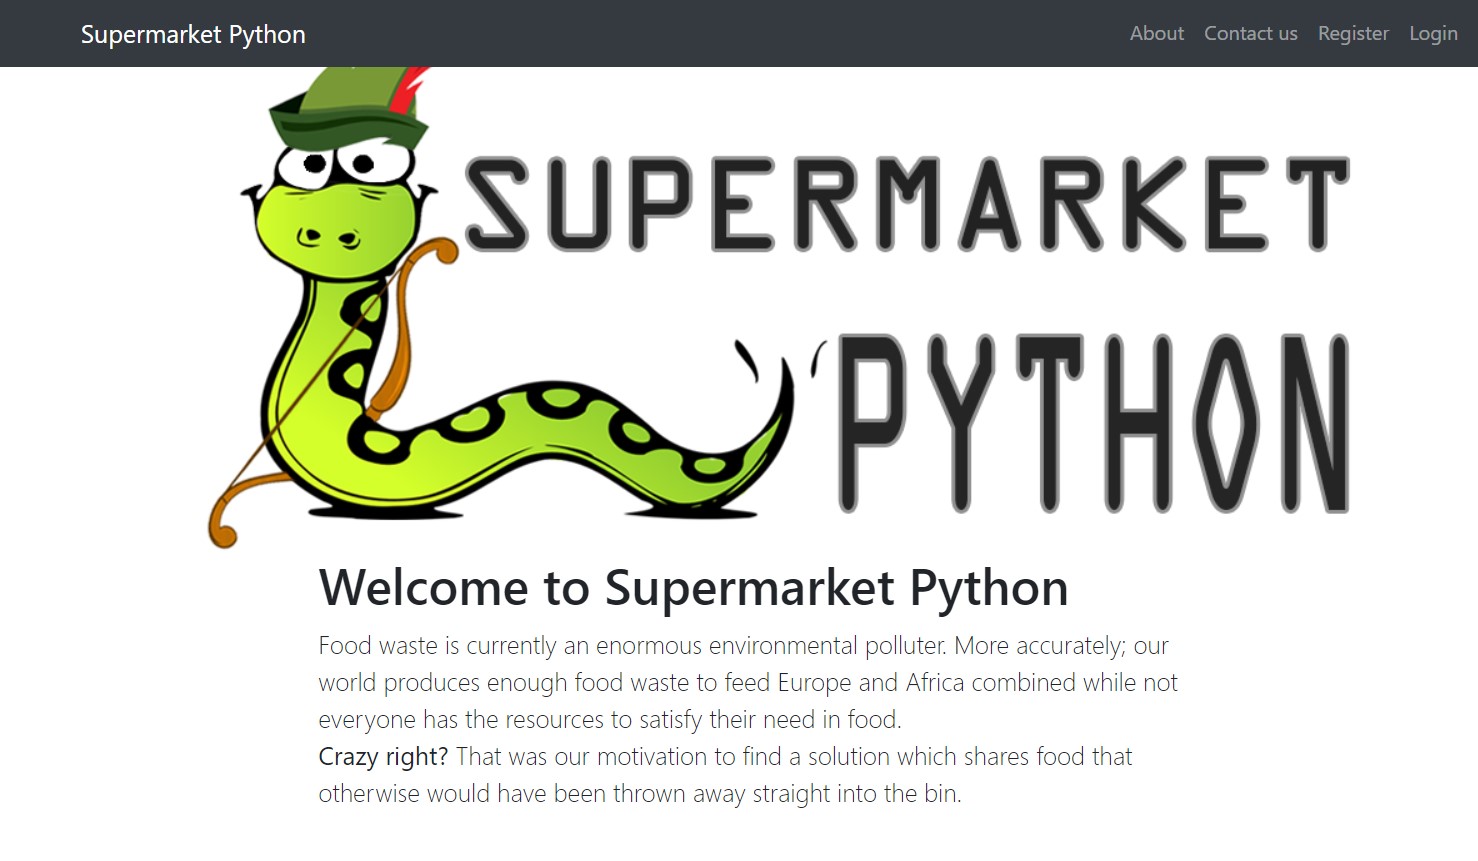 Supermarket Python
About Contact us Register Login
SUPERMARKET
PYTHON
Welcome to Supermarket Python
Food waste is currently an enormous environmental polluter. More accurately; our
world produces enough food waste to feed Europe and Africa combined while not
everyone has the resources to satisfy their need in food.
Crazy right? That was our motivation to find a solution which shares food that
otherwise would have been thrown away straight into the bin.